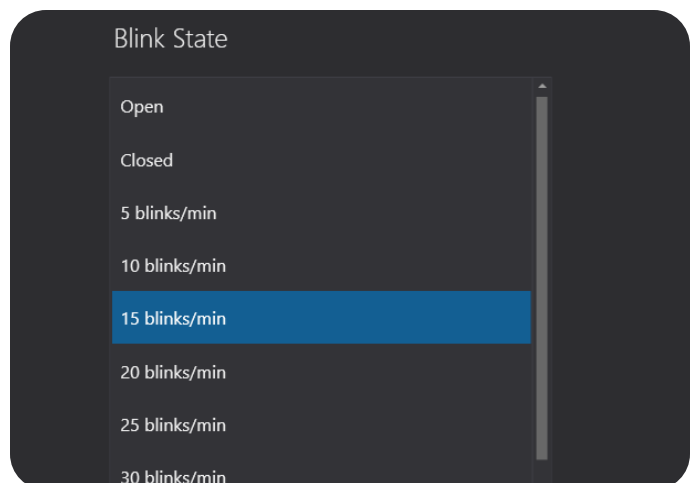 Blink State
Open
Closed
5 blinks/min
10 blinks/min
15 blinks/min
20 blinks/min
25 blinks/min
30 blinks/min